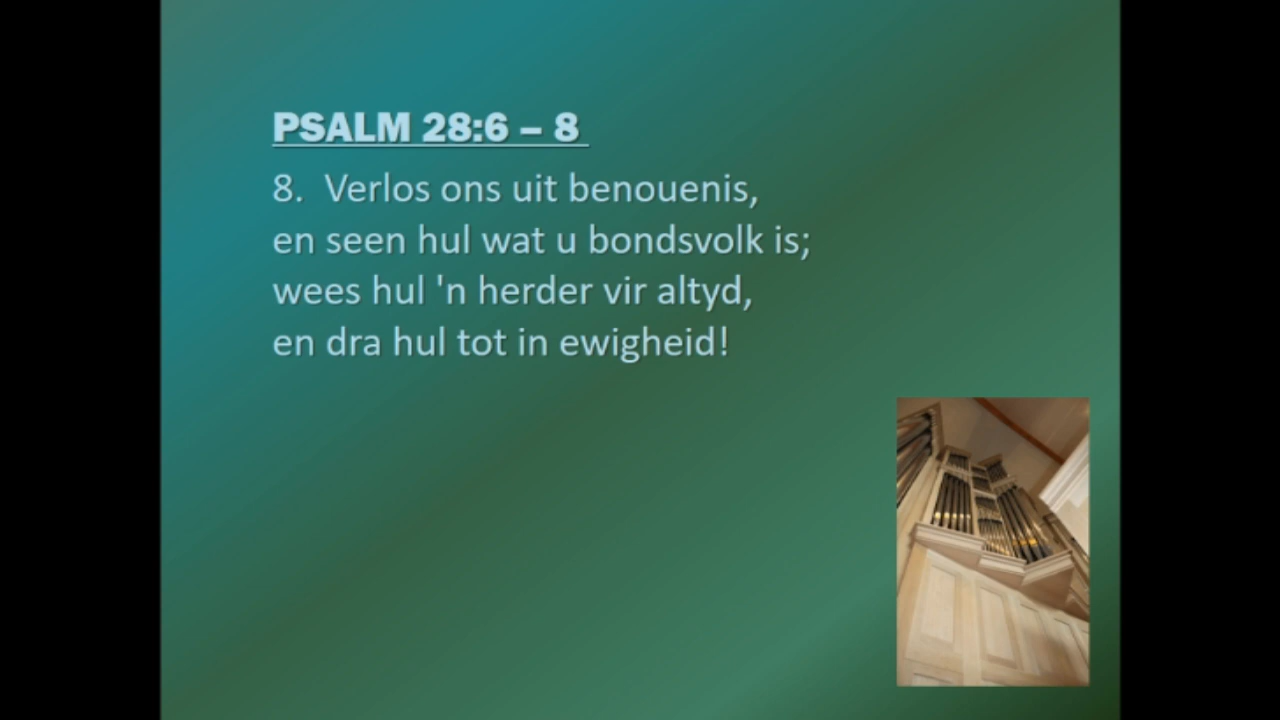 PSALM 28:6 – 8
8.  Verlos ons uit benouenis,
en seen hul wat u bondsvolk is;
wees hul 'n herder vir altyd,
en dra hul tot in ewigheid!